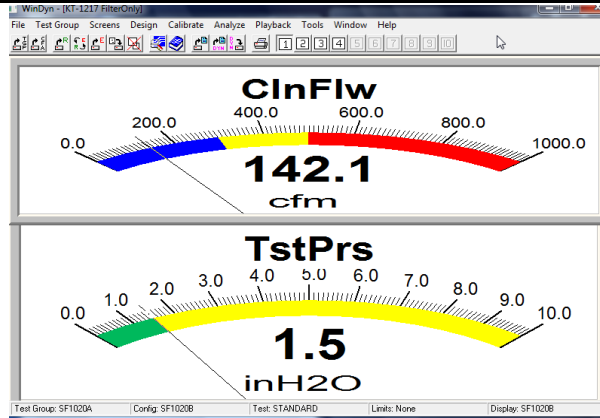 WinDyn - [KT-1217 FilterOnly]
File Test Group Screens Design Calibrate Analyze Playback Tools Window Help
1 2 3 4 5 6 7 8 9 10
ClnFlw
0.0 200.0 400.0 600.0 800.0 1000.0
142.1
cfm
TstPrs
0.0 1.0 2.0 3.0 4.0 5.0 6.0 7.0 8.0 9.0 10.0
1.5
inH2O
Test Group: SF1020A Config: SF1020B Test: STANDARD Limits: None Display: SF1020B